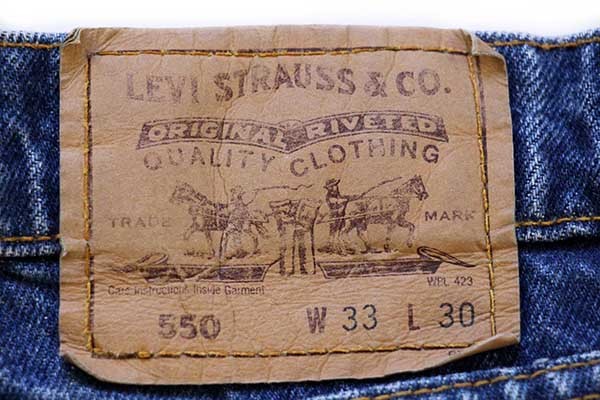 LEVI STRAUSS & CO.
ORIGINAL RIVETED
QUALITY CLOTHING
TRADE MARK
WPL 423
Care Instructions Inside Garment
550 W 33 L 30